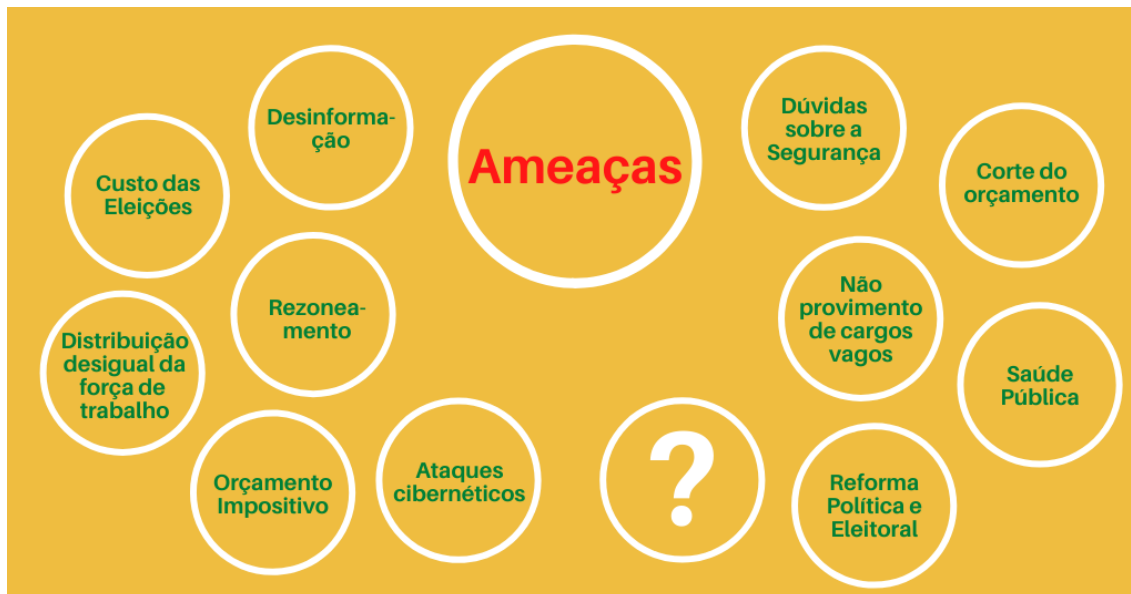 Ameaças
Desinforma-
ção
Custo das
Eleições
Rezonea-
mento
Distribuição
desigual da
força de
trabalho
Orçamento
Impositivo
Ataques
cibernéticos
?
Dúvidas
sobre a
Segurança
Corte do
orçamento
Não
provimento
de cargos
vagos
Saúde
Pública
Reforma
Política e
Eleitoral